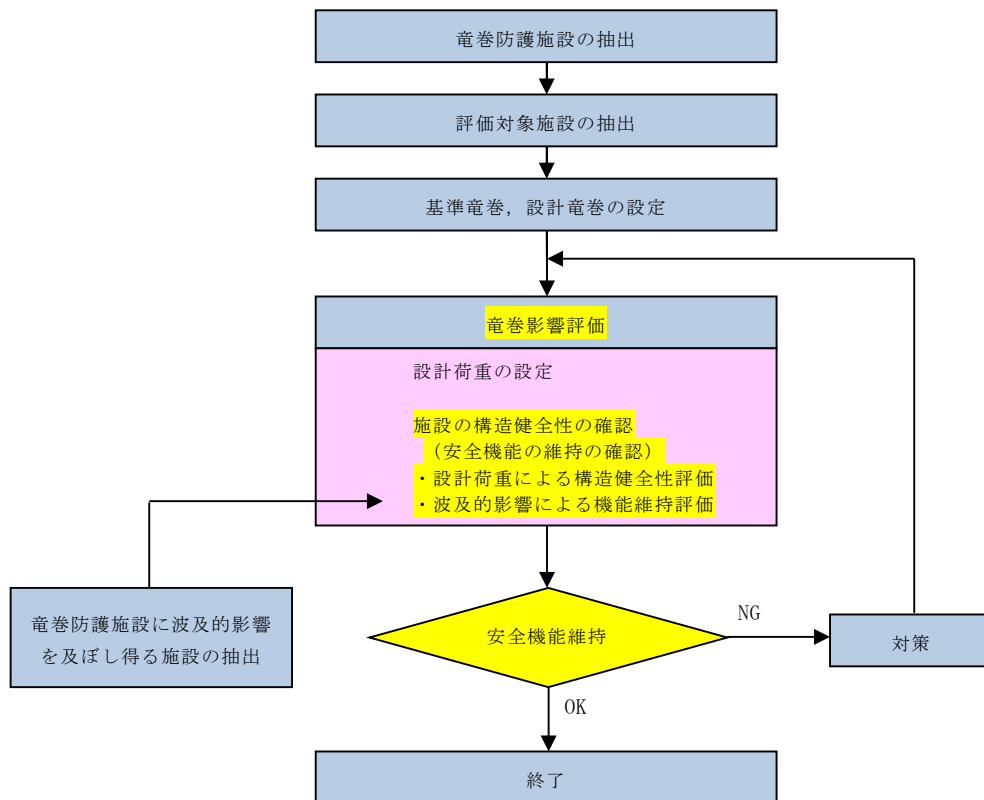 竜巻防護施設の抽出
評価対象施設の抽出
基準竜巻，設計竜巻の設定
竜巻影響評価
設計荷重の設定
施設の構造健全性の確認
（安全機能の維持の確認）
・設計荷重による構造健全性評価
・波及的影響による機能維持評価
竜巻防護施設に波及的影響
を及ぼし得る施設の抽出
安全機能維持
NG
対策
OK
終了